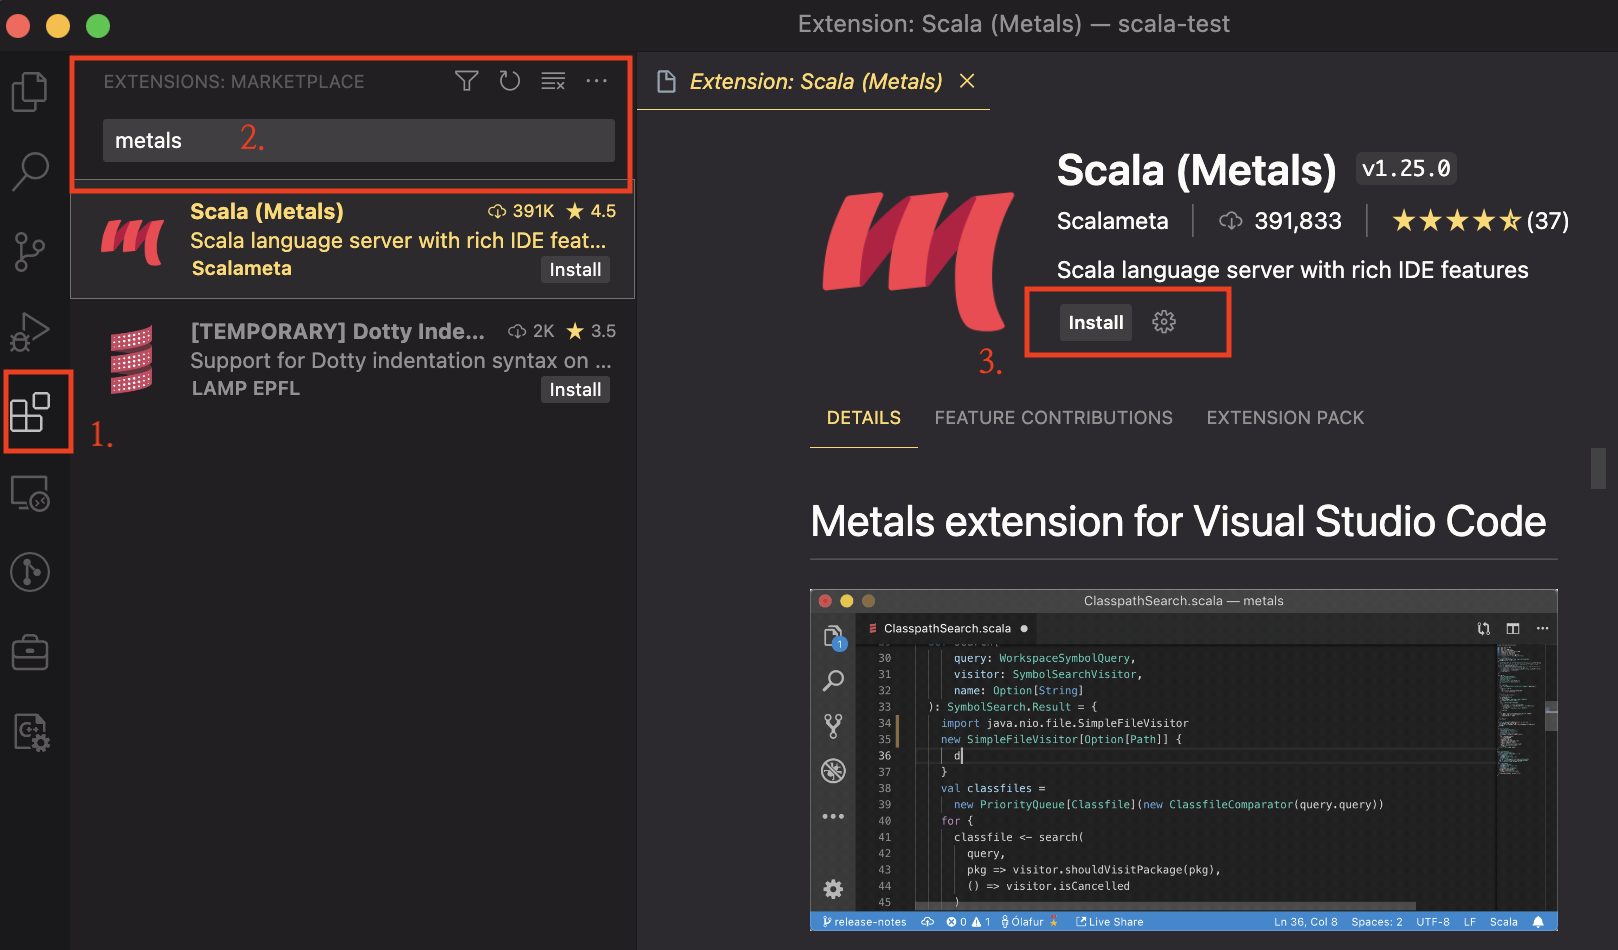 Extension: Scala (Metals) — scala-test
EXTENSIONS: MARKETPLACE
metals
2.
Scala (Metals)
391K ★ 4.5
Scala language server with rich IDE feat...
Scalameta
Install
[TEMPORARY] Dotty Inde...
2K ★ 3.5
Support for Dotty indentation syntax on ...
LAMP EPFL
Install
1.
Extension: Scala (Metals)
Scala (Metals)
v1.25.0
Scalameta
391,833
(37)
Scala language server with rich IDE features
Install
3.
DETAILS
FEATURE CONTRIBUTIONS
EXTENSION PACK
Metals extension for Visual Studio Code
ClasspathSearch.scala — metals
1
ClasspathSearch.scala
30 query: WorkspaceSymbolQuery,
31 visitor: SymbolSearchVisitor,
32 name: Option[String]
33 ): SymbolSearch.Result = {
34 import java.nio.file.SimpleFileVisitor
35 new SimpleFileVisitor[Option[Path]] {
36 d
37 }
38 val classfiles =
39 new PriorityQueue[Classfile](new ClassfileComparator(query.query))
40 for {
41 classfile <- search(
42 query,
43 pkg => visitor.shouldVisitPackage(pkg),
44 () => visitor.isCancelled
45 )
release-notes
0
1
Ólafur
Live Share
Ln 36, Col 8
Spaces: 2
UTF-8
LF
Scala